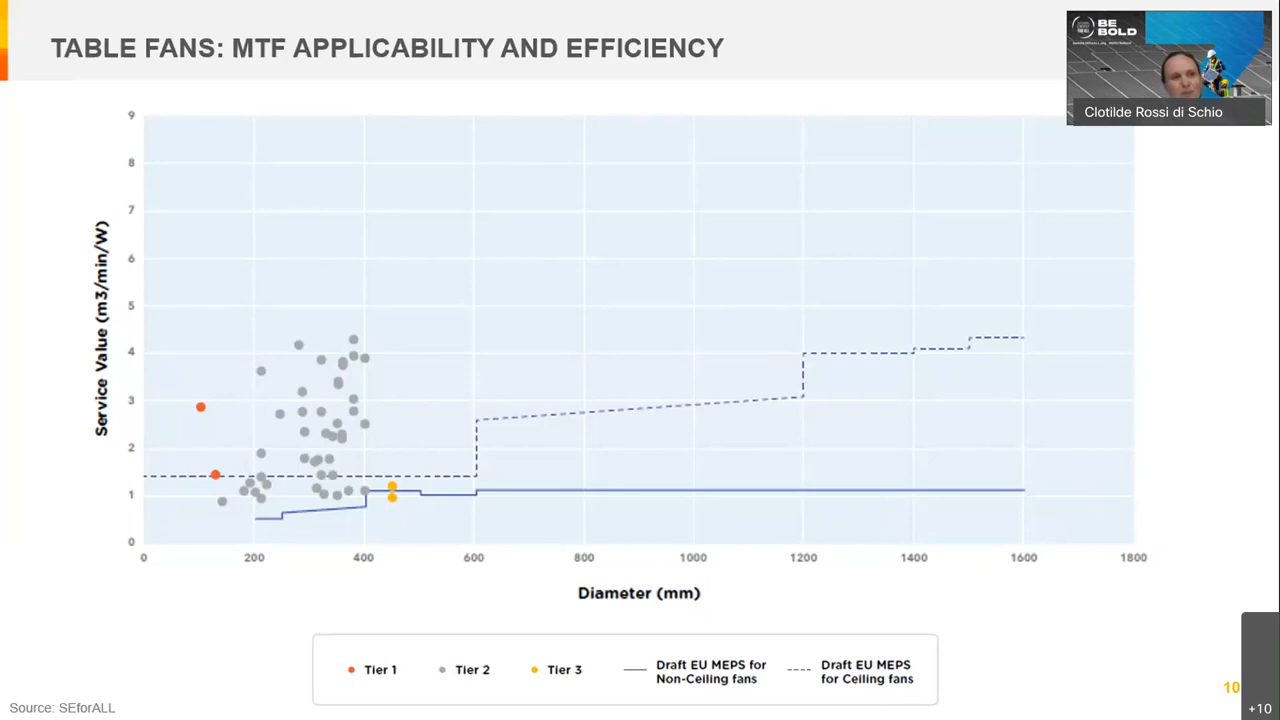 TABLE FANS: MTF APPLICABILITY AND EFFICIENCY
BE
BOLD
Clotilde Rossi di Schio
Service Value (m3/min/W)
9
8
7
6
5
4
3
2
1
0
0 200 400 600 800 1000 1200 1400 1600 1800
Diameter (mm)
Tier 1
Tier 2
Tier 3
Draft EU MEPS for
Non-Ceiling fans
Draft EU MEPS
for Ceiling fans
Source: SEforALL
10
+10